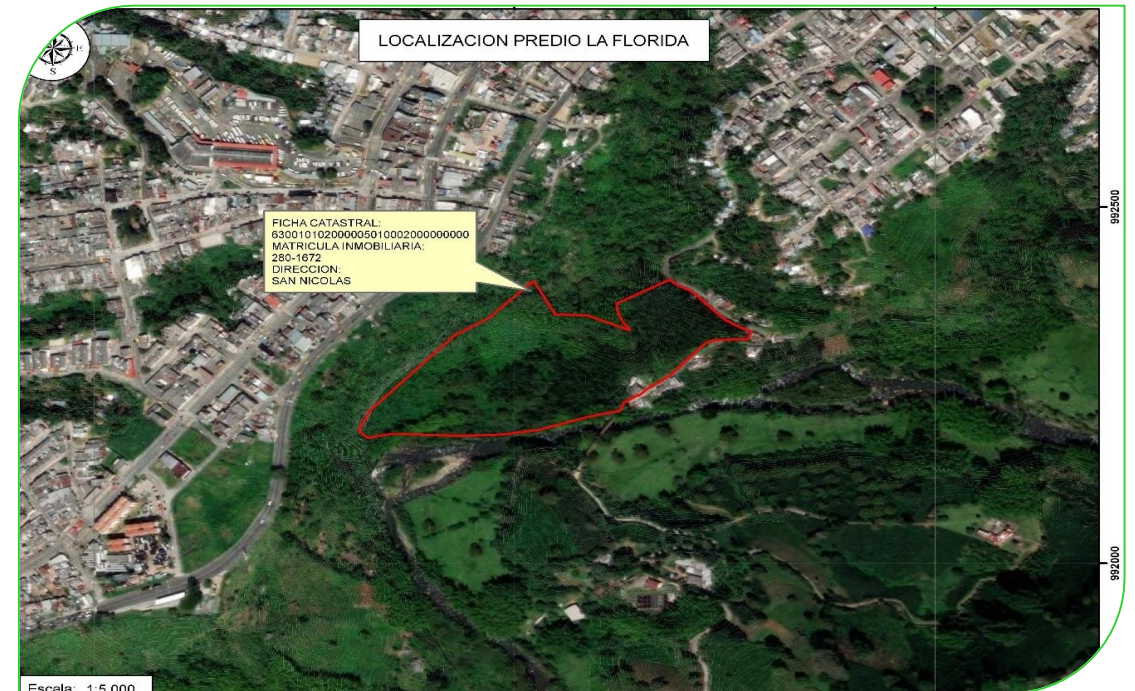 LOCALIZACION PREDIO LA FLORIDA
FICHA CATASTRAL:
630010102000005010002000000000
MATRICULA INMOBILIARIA:
280-1672
DIRECCION:
SAN NICOLAS
992500
992000
E
S
Escala: 1:5.000